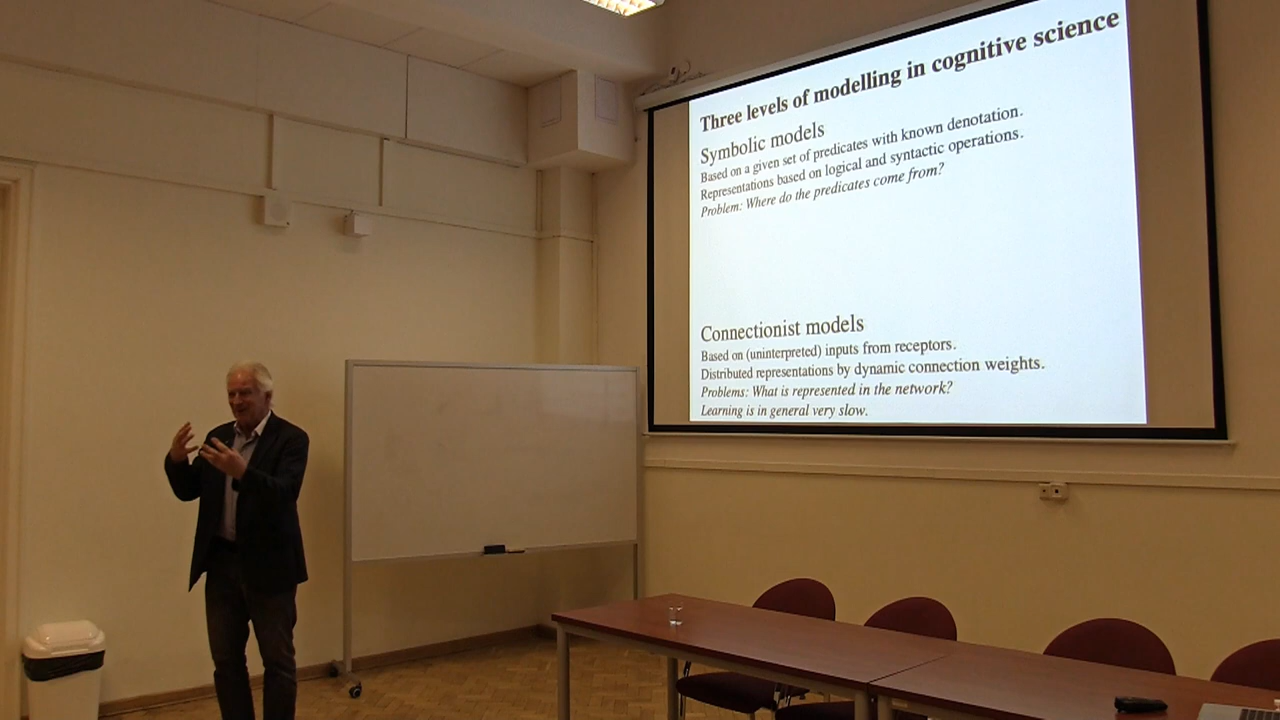 Three levels of modelling in cognitive science
Symbolic models
Based on a given set of predicates with known denotation.
Representations based on logical and syntactic operations.
Problem: Where do the predicates come from?
Connectionist models
Based on (uninterpreted) inputs from receptors.
Distributed representations by dynamic connection weights.
Problems: What is represented in the network?
Learning is in general very slow.